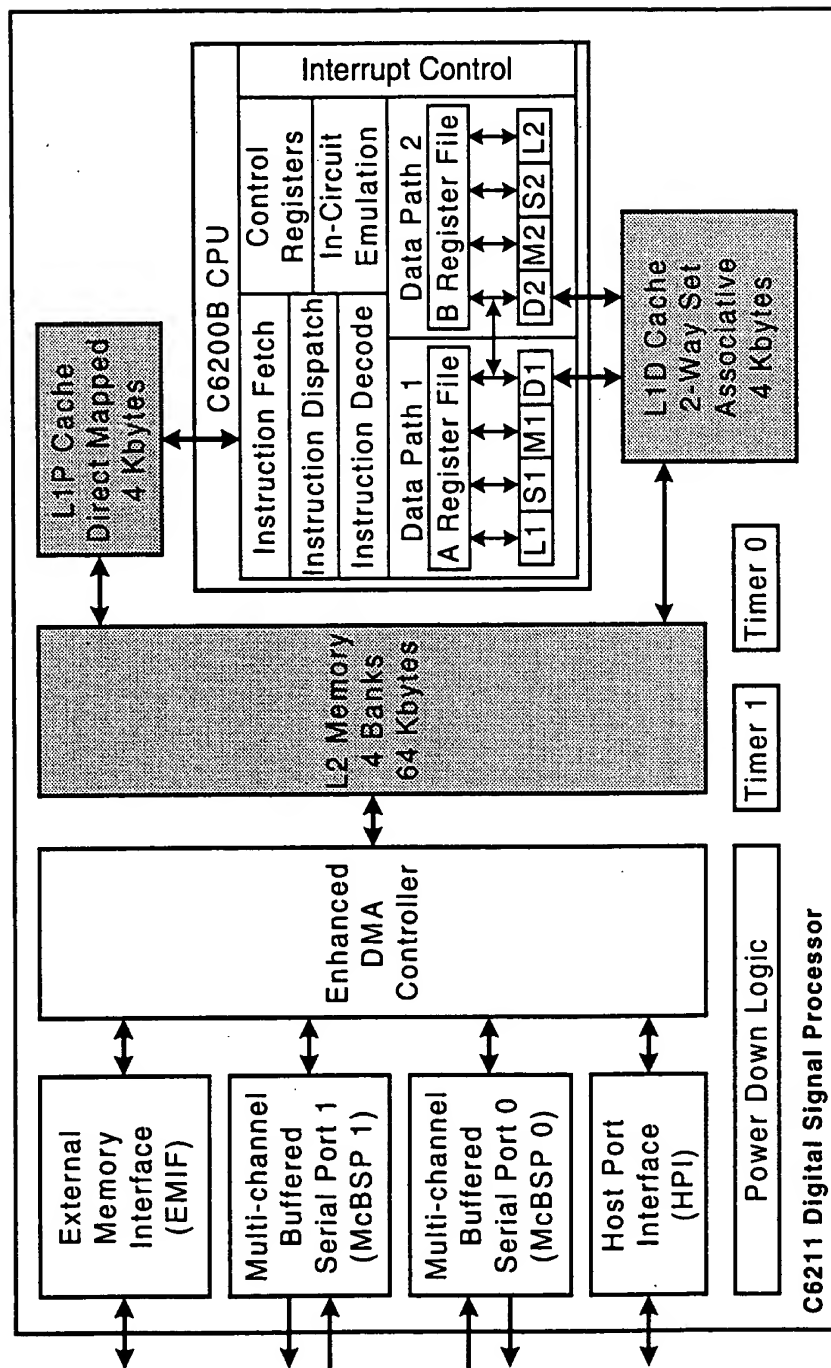 External
Memory
Interface
(EMIF)
Multi-channel
Buffered
Serial Port 1
(McBSP 1)
Multi-channel
Buffered
Serial Port 0
(McBSP 0)
Host Port
Interface
(HPI)
Enhanced
DMA
Controller
L2 Memory
4 Banks
64 Kbytes
L1P Cache
Direct Mapped
4 Kbytes
C6200B CPU
Instruction Fetch
Instruction Dispatch
Instruction Decode
Control
Registers
In-Circuit
Emulation
Interrupt Control
Data Path 1
A Register File
L1 S1 M1 D1
Data Path 2
B Register File
D2 M2 S2 L2
L1D Cache
2-Way Set
Associative
4 Kbytes
Power Down Logic
Timer 1
Timer 0
C6211 Digital Signal Processor